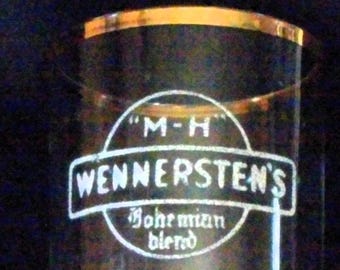 "M-H"
WENNERSTEN'S
Bohemian
blend